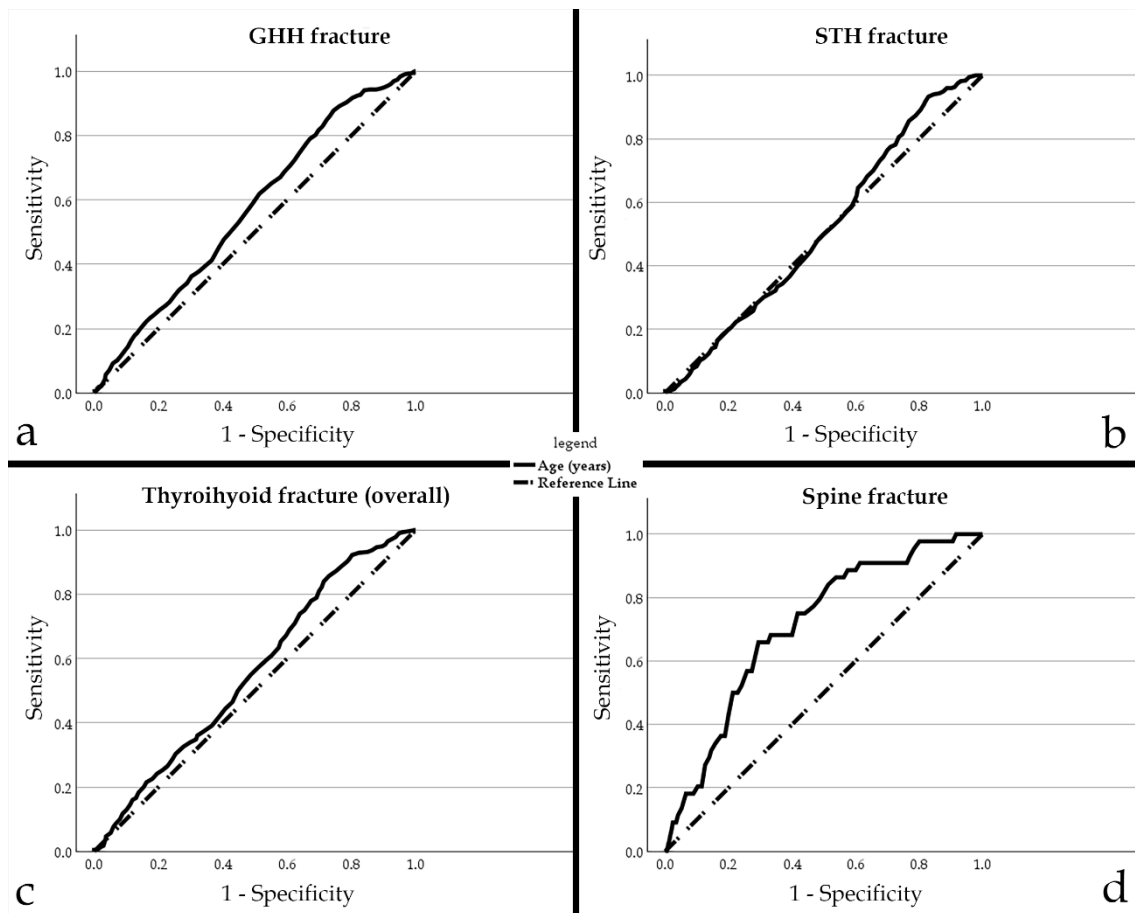 GHH fracture
1.0
0.8
0.6
0.4
0.2
0.0
Sensitivity
0.0 0.2 0.4 0.6 0.8 1.0
1 - Specificity
a
STH fracture
1.0
0.8
0.6
0.4
0.2
0.0
Sensitivity
0.0 0.2 0.4 0.6 0.8 1.0
1 - Specificity
b
legend
Age (years)
Reference Line
Thyroihyoid fracture (overall)
1.0
0.8
0.6
0.4
0.2
0.0
Sensitivity
0.0 0.2 0.4 0.6 0.8 1.0
1 - Specificity
c
Spine fracture
1.0
0.8
0.6
0.4
0.2
0.0
Sensitivity
0.0 0.2 0.4 0.6 0.8 1.0
1 - Specificity
d